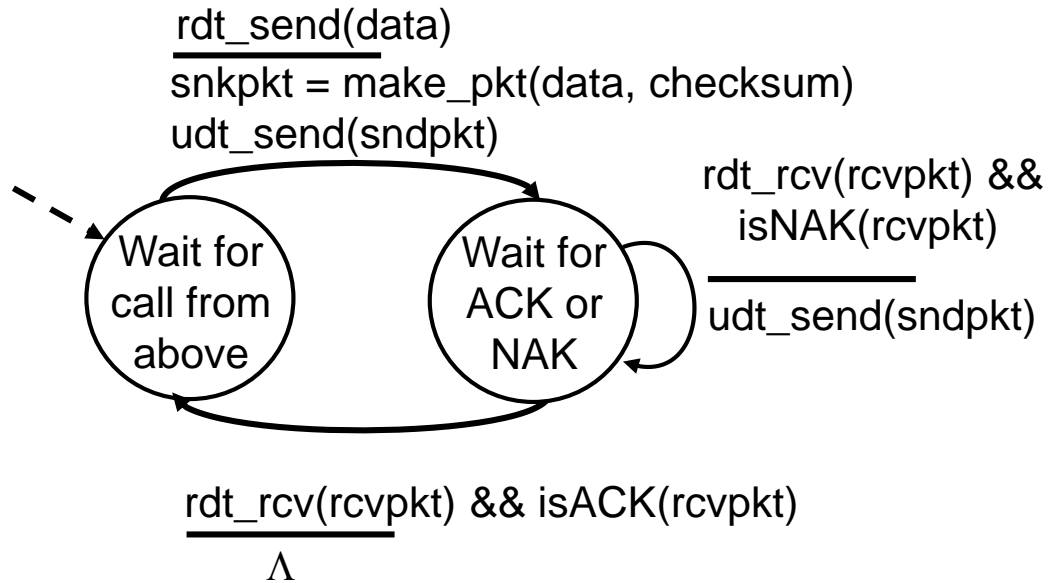 rdt_send(data)
snkpkt = make_pkt(data, checksum)
udt_send(sndpkt)
rdt_rcv(rcvpkt) &&
isNAK(rcvpkt)
udt_send(sndpkt)
Wait for
call from
above
Wait for
ACK or
NAK
rdt_rcv(rcvpkt) && isACK(rcvpkt)
Λ